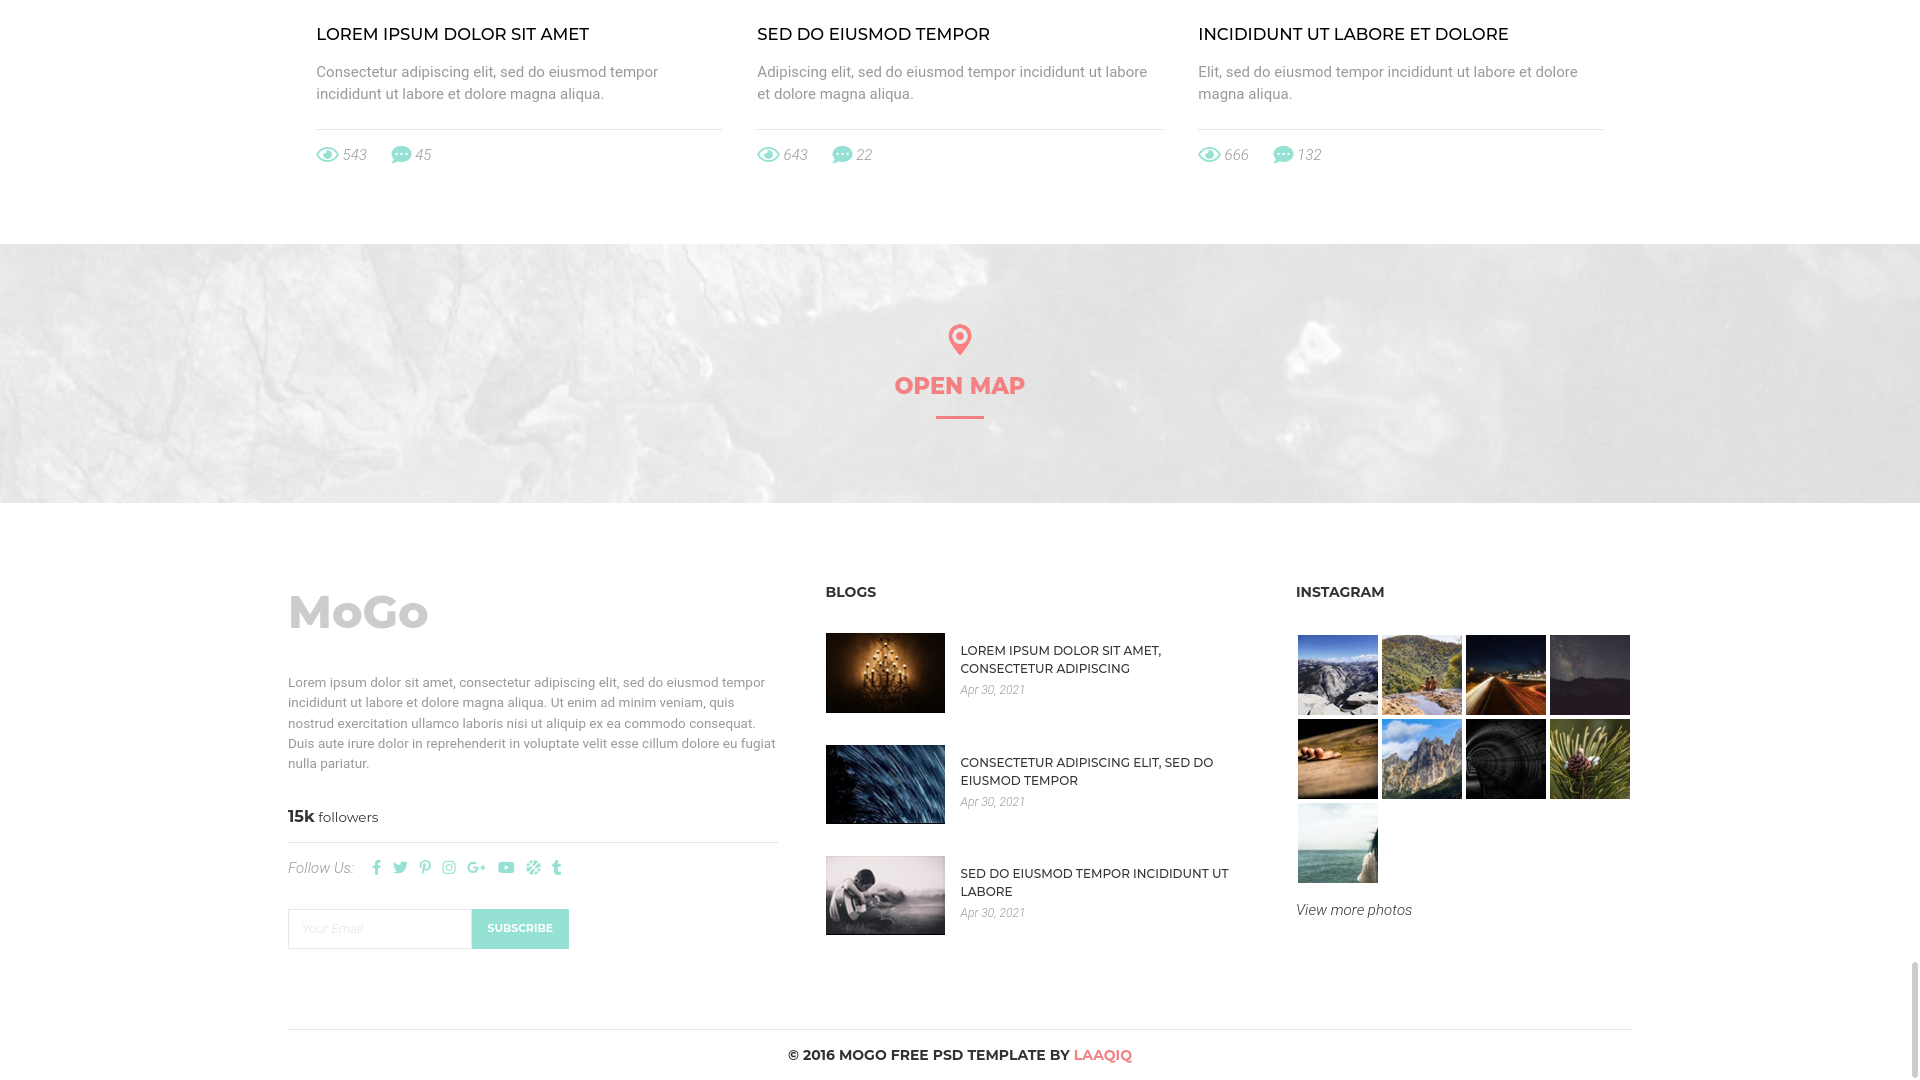 LOREM IPSUM DOLOR SIT AMET
Consectetur adipiscing elit, sed do eiusmod tempor
incididunt ut labore et dolore magna aliqua.
543 45
SED DO EIUSMOD TEMPOR
Adipiscing elit, sed do eiusmod tempor incididunt ut labore
et dolore magna aliqua.
643 22
INCIDIDUNT UT LABORE ET DOLORE
Elit, sed do eiusmod tempor incididunt ut labore et dolore
magna aliqua.
666 132
OPEN MAP
MoGo
Lorem ipsum dolor sit amet, consectetur adipiscing elit, sed do eiusmod tempor
incididunt ut labore et dolore magna aliqua. Ut enim ad minim veniam, quis
nostrud exercitation ullamco laboris nisi ut aliquip ex ea commodo consequat.
Duis aute irure dolor in reprehenderit in voluptate velit esse cillum dolore eu fugiat
nulla pariatur.
15k followers
Follow Us:
Your Email
SUBSCRIBE
BLOGS
LOREM IPSUM DOLOR SIT AMET,
CONSECTETUR ADIPISCING
Apr 30, 2021
CONSECTETUR ADIPISCING ELIT, SED DO
EIUSMOD TEMPOR
Apr 30, 2021
SED DO EIUSMOD TEMPOR INCIDIDUNT UT
LABORE
Apr 30, 2021
INSTAGRAM
View more photos
© 2016 MOGO FREE PSD TEMPLATE BY LAAQIQ